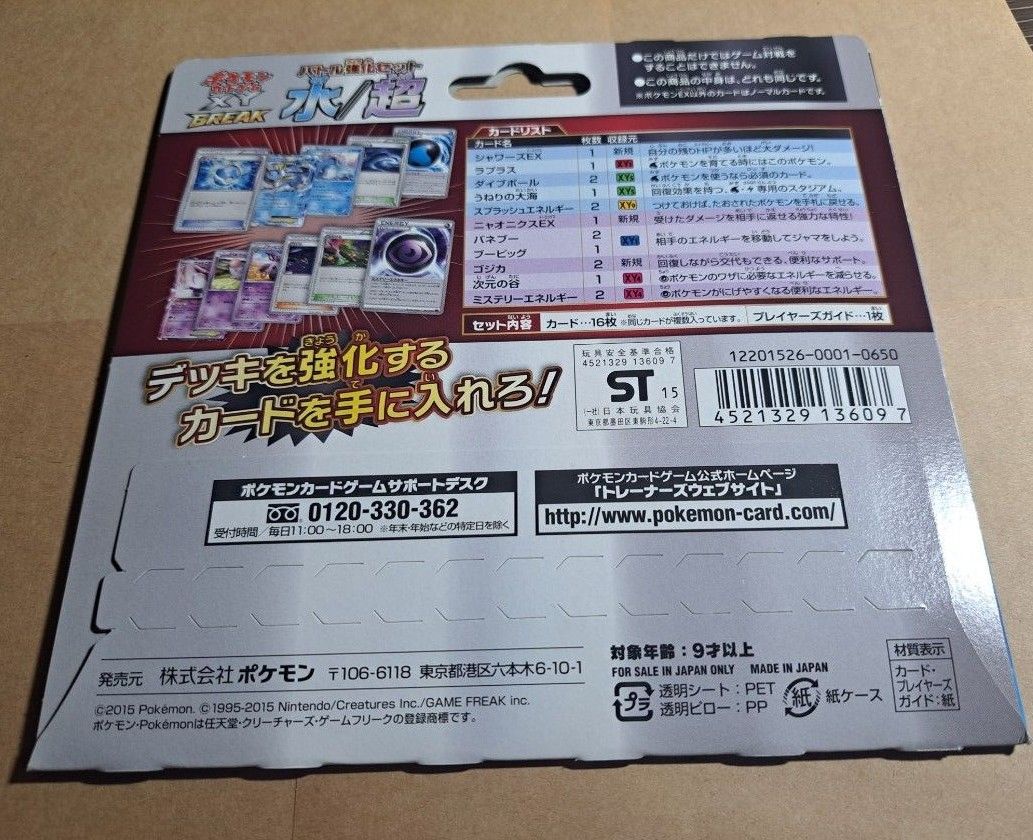 ポケモン
カードゲーム
XY
BREAK
バトル強化セット
水/超
●この商品だけではゲーム対戦を
することはできません。
●この商品の中身は、どれも同じです。
※ポケモンEX以外のカードはノーマルカードです。
カードリスト
カード名 枚数 収録元
シャワーズEX 1 新規 自分の残りHPが多いほど大ダメージ!
ラプラス 1 ポケモンを育てる時にはこのポケモン。
ダイブボール 2 ポケモンを使うなら必須のカード。
うねりの大海 1 回復効果を持つ、・専用のスタジアム。
スプラッシュエネルギー 2 XY9 つけておけば、たおされたポケモンを手札に戻せる。
ニャオニクスEX 1 新規 受けたダメージを相手に返せる強力な特性!
バネブー 2
ブーピッグ 1 相手のエネルギーを移動してジャマをしよう。
ゴジカ 2 新規 回復しながら交代もできる、便利なサポート。
次元の谷 1 XY4 ポケモンのワザに必要なエネルギーを減らせる。
ミステリーエネルギー 2 XY4 ポケモンがにげやすくなる便利なエネルギー。
セット内容 カード…16枚 ※同じカードが複数入っています。 プレイヤーズガイド…1枚
ENERGY
デッキを強化する
カードを手に入れろ!
玩具安全基準合格
4521329 13609 7
ST 15
(一社)日本玩具協会
東京都墨田区東駒形4-22-4
12201526-0001-0650
4521329 13609 7
ポケモンカードゲームサポートデスク
0120-330-362
受付時間/毎日11:00~18:00 ※年末・年始などの特定日を除く
ポケモンカードゲーム公式ホームページ
「トレーナーズウェブサイト」
http://www.pokemon-card.com/
発売元 株式会社ポケモン 〒106-6118 東京都港区六本木6-10-1
©2015 Pokémon. ©1995-2015 Nintendo/Creatures Inc./GAME FREAK inc.
ポケモン・Pokémonは任天堂・クリーチャーズ・ゲームフリークの登録商標です。
対象年齢:9才以上
FOR SALE IN JAPAN ONLY MADE IN JAPAN
プラ 透明シート:PET
透明ピロー:PP
紙 紙ケース
材質表示
カード・
プレイヤーズ
ガイド:紙